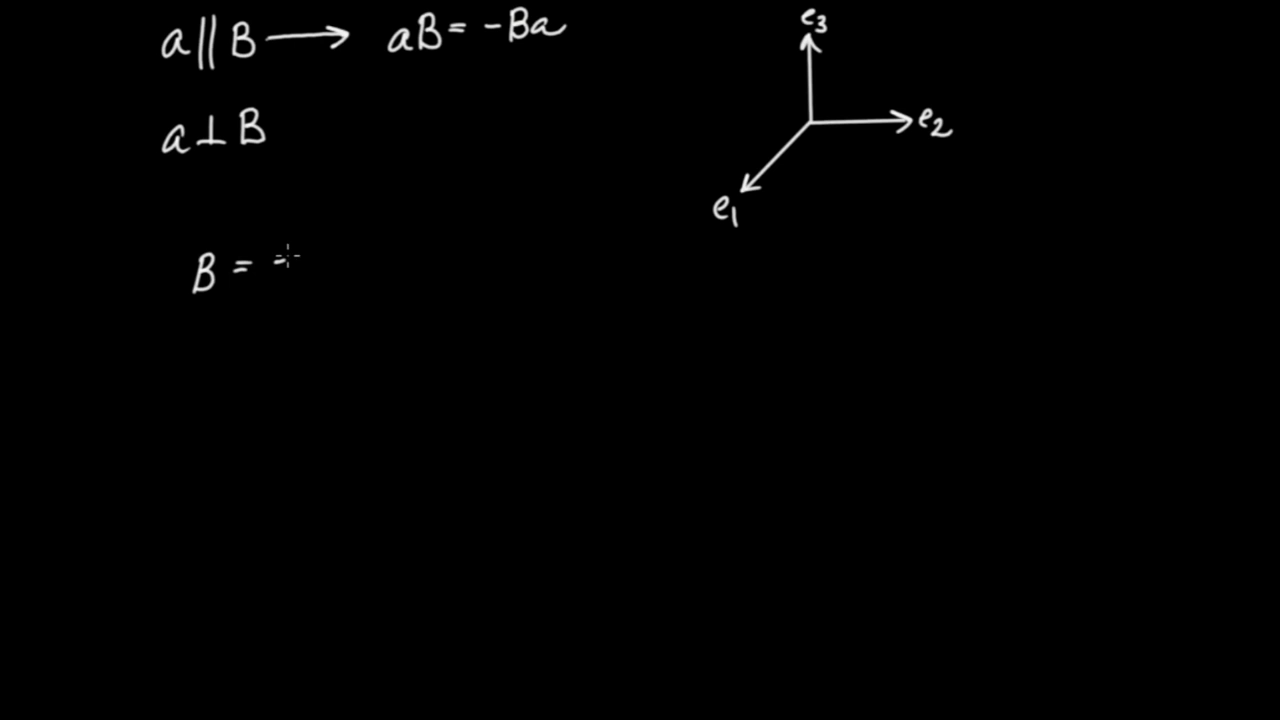 a ∥ B ⟶ aB = -Ba
a ⊥ B
B = -
e₃
e₂
e₁